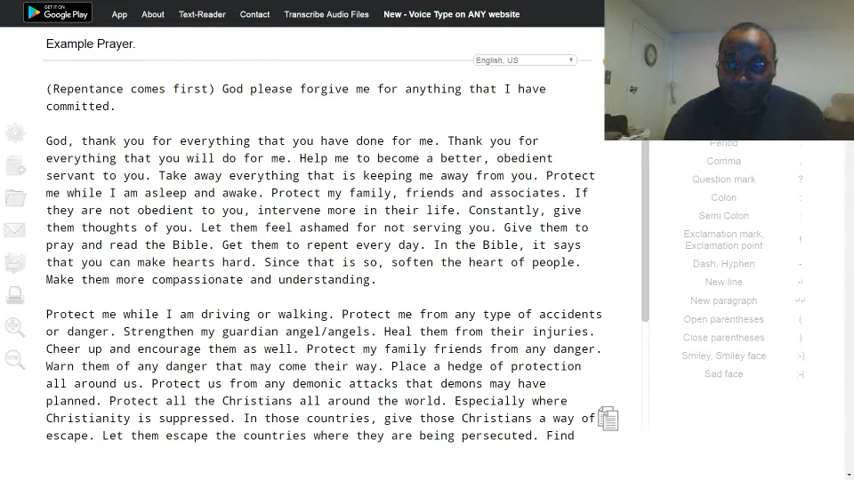 GET IT ON
Google Play
App About Text-Reader Contact Transcribe Audio Files New - Voice Type on ANY website
Example Prayer.
English, US
(Repentance comes first) God please forgive me for anything that I have
committed.
God, thank you for everything that you have done for me. Thank you for
everything that you will do for me. Help me to become a better, obedient
servant to you. Take away everything that is keeping me away from you. Protect
me while I am asleep and awake. Protect my family, friends and associates. If
they are not obedient to you, intervene more in their life. Constantly, give
them thoughts of you. Let them feel ashamed for not serving you. Give them to
pray and read the Bible. Get them to repent every day. In the Bible, it says
that you can make hearts hard. Since that is so, soften the heart of people.
Make them more compassionate and understanding.
Protect me while I am driving or walking. Protect me from any type of accidents
or danger. Strengthen my guardian angel/angels. Heal them from their injuries.
Cheer up and encourage them as well. Protect my family friends from any danger.
Warn them of any danger that may come their way. Place a hedge of protection
all around us. Protect us from any demonic attacks that demons may have
planned. Protect all the Christians all around the world. Especially where
Christianity is suppressed. In those countries, give those Christians a way of
escape. Let them escape the countries where they are being persecuted. Find
Period .
Comma ,
Question mark ?
Colon :
Semi Colon ;
Exclamation mark, !
Exclamation point
Dash, Hyphen -
New line ↵
New paragraph ↵↵
Open parentheses (
Close parentheses )
Smiley, Smiley face :-)
Sad face :-(